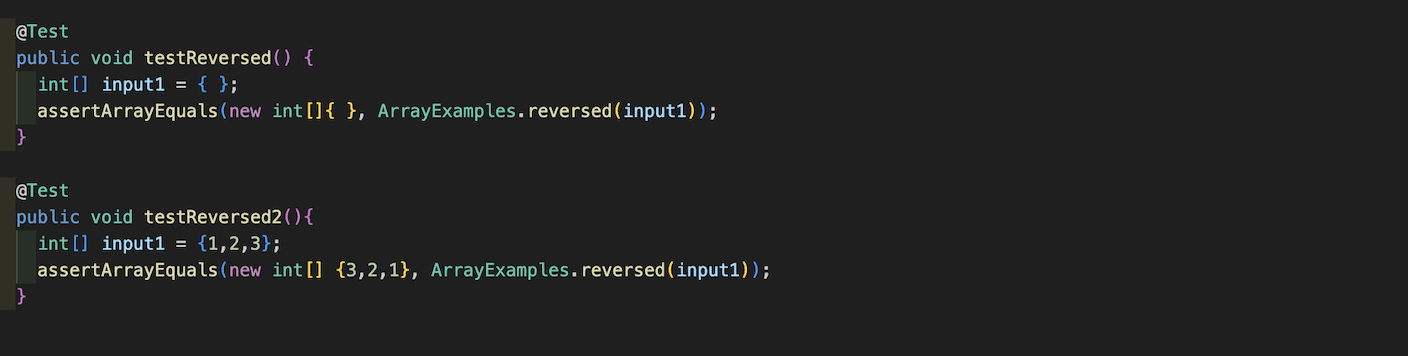 @Test
public void testReversed() {
  int[] input1 = { };
  assertArrayEquals(new int[]{ }, ArrayExamples.reversed(input1));
}

@Test
public void testReversed2(){
  int[] input1 = {1,2,3};
  assertArrayEquals(new int[] {3,2,1}, ArrayExamples.reversed(input1));
}